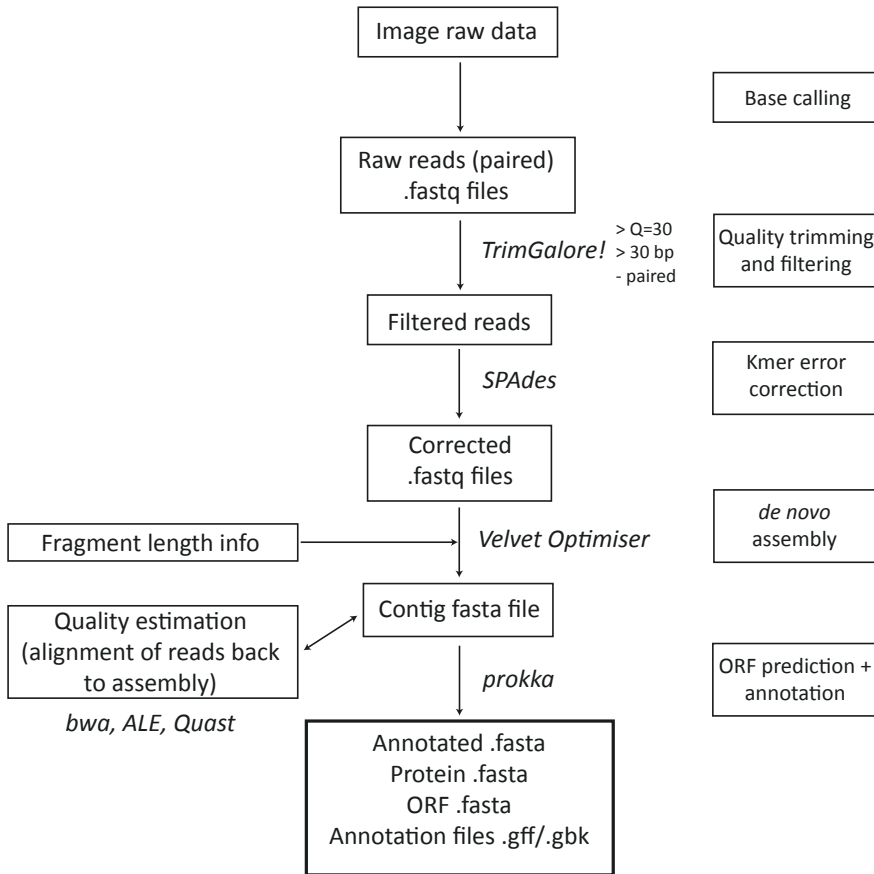 Image raw data
Base calling
Raw reads (paired)
.fastq files
TrimGalore!
> Q=30
> 30 bp
- paired
Quality trimming
and filtering
Filtered reads
SPAdes
Kmer error
correction
Corrected
.fastq files
Fragment length info
Velvet Optimiser
de novo
assembly
Contig fasta file
Quality estimation
(alignment of reads back
to assembly)
bwa, ALE, Quast
prokka
ORF prediction +
annotation
Annotated .fasta
Protein .fasta
ORF .fasta
Annotation files .gff/.gbk